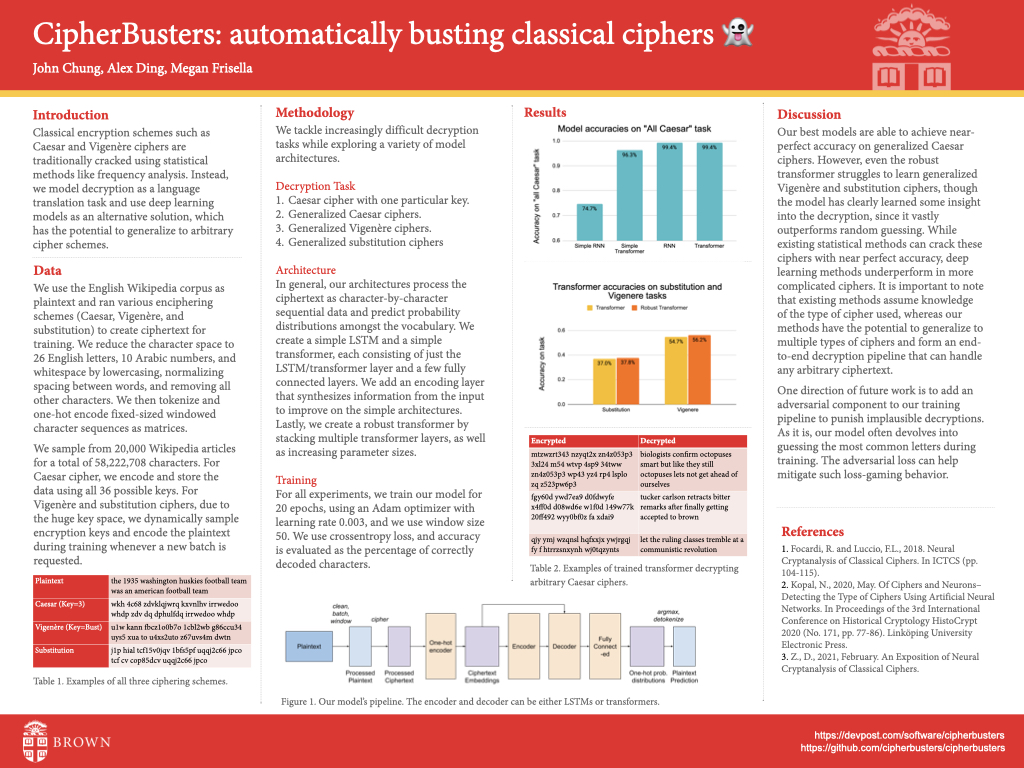 CipherBusters: automatically busting classical ciphers 👻
John Chung, Alex Ding, Megan Frisella
Introduction
Classical encryption schemes such as
Caesar and Vigenère ciphers are
traditionally cracked using statistical
methods like frequency analysis. Instead,
we model decryption as a language
translation task and use deep learning
models as an alternative solution, which
has the potential to generalize to arbitrary
cipher schemes.
Data
We use the English Wikipedia corpus as
plaintext and ran various enciphering
schemes (Caesar, Vigenère, and
substitution) to create ciphertext for
training. We reduce the character space to
26 English letters, 10 Arabic numbers, and
whitespace by lowercasing, normalizing
spacing between words, and removing all
other characters. We then tokenize and
one-hot encode fixed-sized windowed
character sequences as matrices.
We sample from 20,000 Wikipedia articles
for a total of 58,222,708 characters. For
Caesar cipher, we encode and store the
data using all 36 possible keys. For
Vigenère and substitution ciphers, due to
the huge key space, we dynamically sample
encryption keys and encode the plaintext
during training whenever a new batch is
requested.
Plaintext the 1935 washington huskies football team
was an american football team
Caesar (Key=3) wkh 4c68 zdvklqjwrq kxvnlhv irrwedoo
whdp zdv dq dphulfdq irrwedoo whdp
Vigenère (Key=Bust) u1w kann fbcz1o0b7o 1cbl2wb g86ccu34
uys5 xua to u4xs2uto z67uvs4m dwtn
Substitution j1p hial tcf15v0jqv 1bfi5pf uqqj2c66 jpco
tcf cv cop85dcv uqqj2c66 jpco
Table 1. Examples of all three ciphering schemes.
Methodology
We tackle increasingly difficult decryption
tasks while exploring a variety of model
architectures.
Decryption Task
1. Caesar cipher with one particular key.
2. Generalized Caesar ciphers.
3. Generalized Vigenère ciphers.
4. Generalized substitution ciphers
Architecture
In general, our architectures process the
ciphertext as character-by-character
sequential data and predict probability
distributions amongst the vocabulary. We
create a simple LSTM and a simple
transformer, each consisting of just the
LSTM/transformer layer and a few fully
connected layers. We add an encoding layer
that synthesizes information from the input
to improve on the simple architectures.
Lastly, we create a robust transformer by
stacking multiple transformer layers, as well
as increasing parameter sizes.
Training
For all experiments, we train our model for
20 epochs, using an Adam optimizer with
learning rate 0.003, and we use window size
50. We use crossentropy loss, and accuracy
is evaluated as the percentage of correctly
decoded characters.
Results
Model accuracies on "All Caesar" task
Accuracy on "all Caesar" task
1.0
0.9
0.8
0.7
0.6
74.7%
96.3%
99.4%
99.4%
Simple RNN
Simple
Transformer
RNN
Transformer
Transformer accuracies on substitution and
Vigenere tasks
Transformer Robust Transformer
Accuracy on task
0.6
0.4
0.2
0.0
37.0%
37.8%
54.7%
56.2%
Substitution
Vigenere
Encrypted Decrypted
mtzswzrt343 nzyqt2x zn4z053p3 biologists confirm octopuses
3xl24 m54 wtvp 4sp9 34tww smart but like they still
zn4z053p3 wp43 yz4 rp4 lsplo octopuses lets not get ahead of
zq z523pw6p3 ourselves
fgy60d ywd7ea9 d0fdwyfe tucker carlson retracts bitter
x4ff0d d08wd6e w1f0d 149w77k remarks after finally getting
20ff492 wyy0bf0z fa xdai9 accepted to brown
qjy ymj wzqnsl hqfxxjx ywjrgqj let the ruling classes tremble at a
fy f htrrzsnxynh wj0tqzynts communistic revolution
Table 2. Examples of trained transformer decrypting
arbitrary Caesar ciphers.
clean,
batch,
window
cipher
argmax,
detokenize
Plaintext
Processed
Plaintext
Processed
Ciphertext
One-hot
encoder
Ciphertext
Embeddings
Encoder
Decoder
Fully
Connect
-ed
One-hot prob.
distributions
Plaintext
Prediction
Figure 1. Our model's pipeline. The encoder and decoder can be either LSTMs or transformers.
Discussion
Our best models are able to achieve near-
perfect accuracy on generalized Caesar
ciphers. However, even the robust
transformer struggles to learn generalized
Vigenère and substitution ciphers, though
the model has clearly learned some insight
into the decryption, since it vastly
outperforms random guessing. While
existing statistical methods can crack these
ciphers with near perfect accuracy, deep
learning methods underperform in more
complicated ciphers. It is important to note
that existing methods assume knowledge
of the type of cipher used, whereas our
methods have the potential to generalize to
multiple types of ciphers and form an end-
to-end decryption pipeline that can handle
any arbitrary ciphertext.
One direction of future work is to add an
adversarial component to our training
pipeline to punish implausible decryptions.
As it is, our model often devolves into
guessing the most common letters during
training. The adversarial loss can help
mitigate such loss-gaming behavior.
References
1. Focardi, R. and Luccio, F.L., 2018. Neural
Cryptanalysis of Classical Ciphers. In ICTCS (pp.
104-115).
2. Kopal, N., 2020, May. Of Ciphers and Neurons–
Detecting the Type of Ciphers Using Artificial Neural
Networks. In Proceedings of the 3rd International
Conference on Historical Cryptology HistoCrypt
2020 (No. 171, pp. 77-86). Linköping University
Electronic Press.
3. Z., D., 2021, February. An Exposition of Neural
Cryptanalysis of Classical Ciphers.
BROWN
https://devpost.com/software/cipherbusters
https://github.com/cipherbusters/cipherbusters